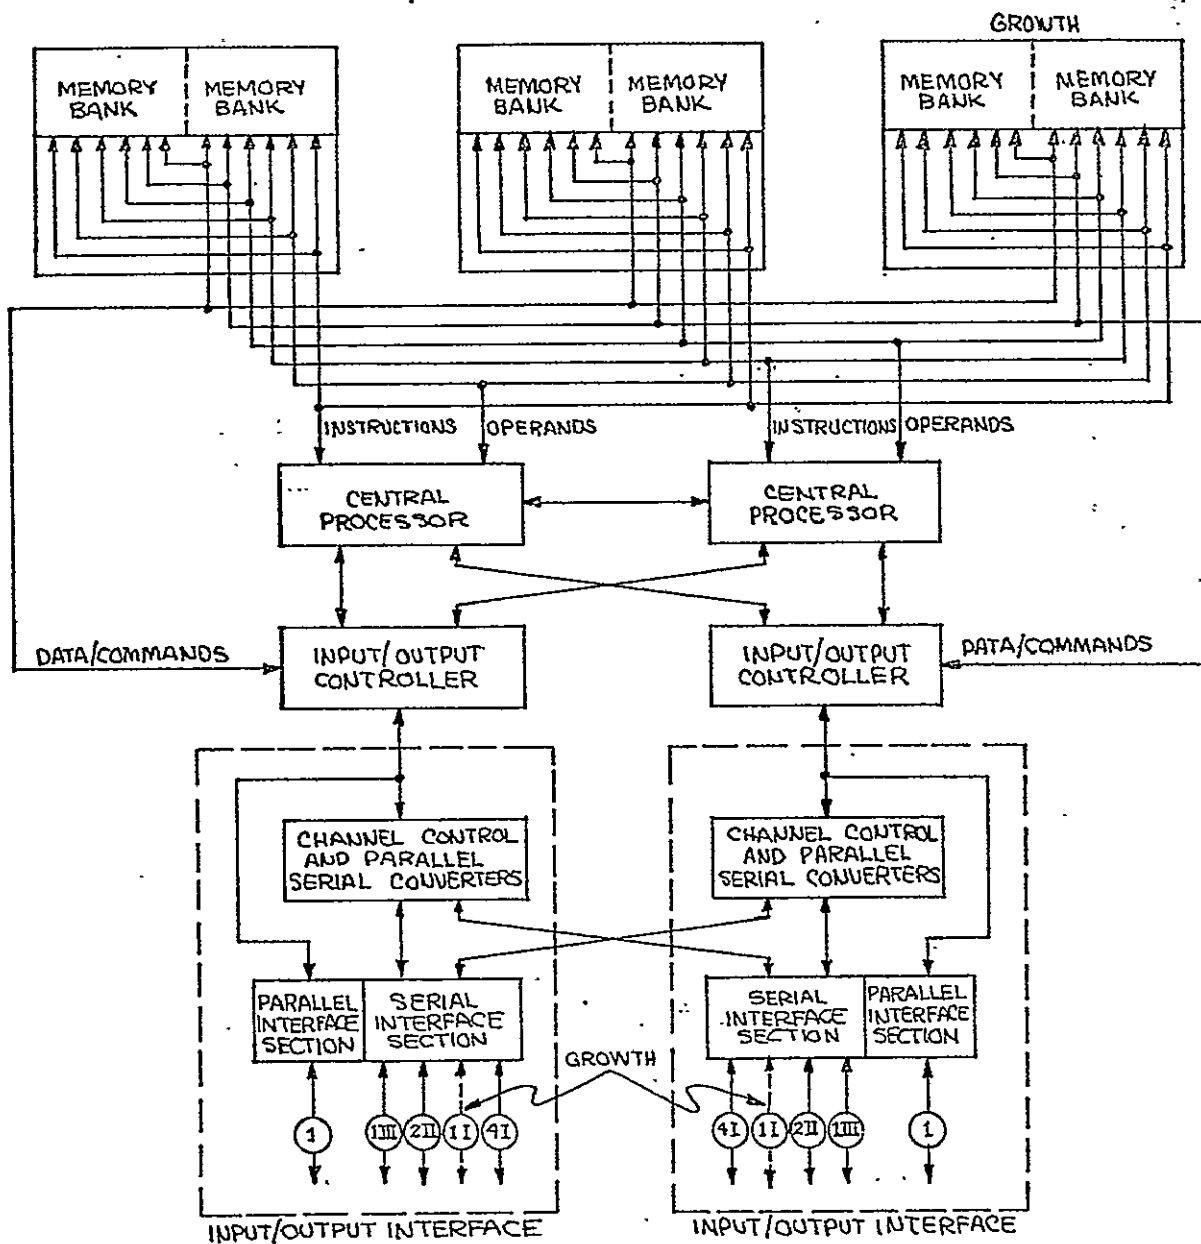 GROWTH
MEMORY BANK
MEMORY BANK
MEMORY BANK
MEMORY BANK
MEMORY BANK
MEMORY BANK
INSTRUCTIONS
OPERANDS
INSTRUCTIONS
OPERANDS
CENTRAL
PROCESSOR
CENTRAL
PROCESSOR
DATA/COMMANDS
INPUT/OUTPUT
CONTROLLER
INPUT/OUTPUT
CONTROLLER
DATA/COMMANDS
CHANNEL CONTROL
AND PARALLEL
SERIAL CONVERTERS
CHANNEL CONTROL
AND PARALLEL
SERIAL CONVERTERS
PARALLEL
INTERFACE
SECTION
SERIAL
INTERFACE
SECTION
SERIAL
INTERFACE
SECTION
PARALLEL
INTERFACE
SECTION
GROWTH
1
1III
2II
1I
4I
4I
1I
2II
1III
1
INPUT/OUTPUT INTERFACE
INPUT/OUTPUT INTERFACE